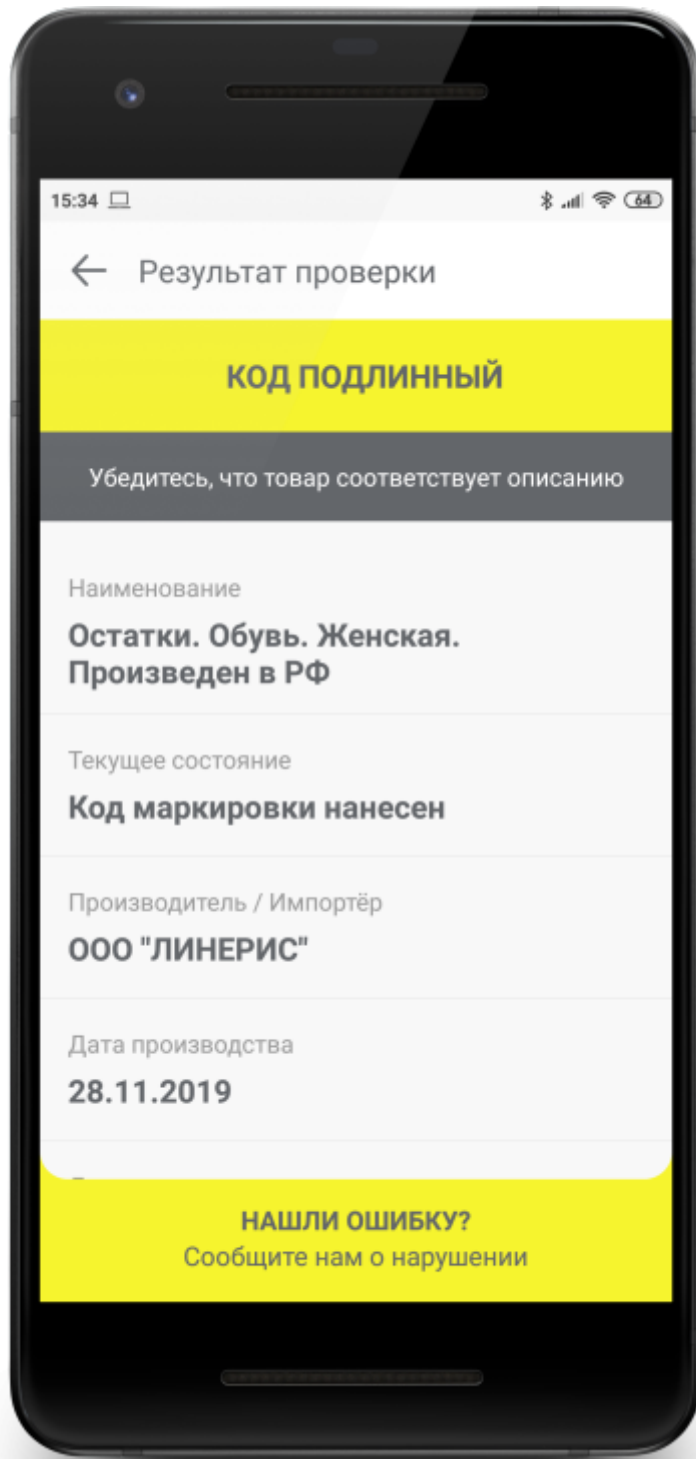 15:34
64
Результат проверки
КОД ПОДЛИННЫЙ
Убедитесь, что товар соответствует описанию
Наименование
Остатки. Обувь. Женская.
Произведен в РФ
Текущее состояние
Код маркировки нанесен
Производитель / Импортёр
ООО "ЛИНЕРИС"
Дата производства
28.11.2019
НАШЛИ ОШИБКУ?
Сообщите нам о нарушении